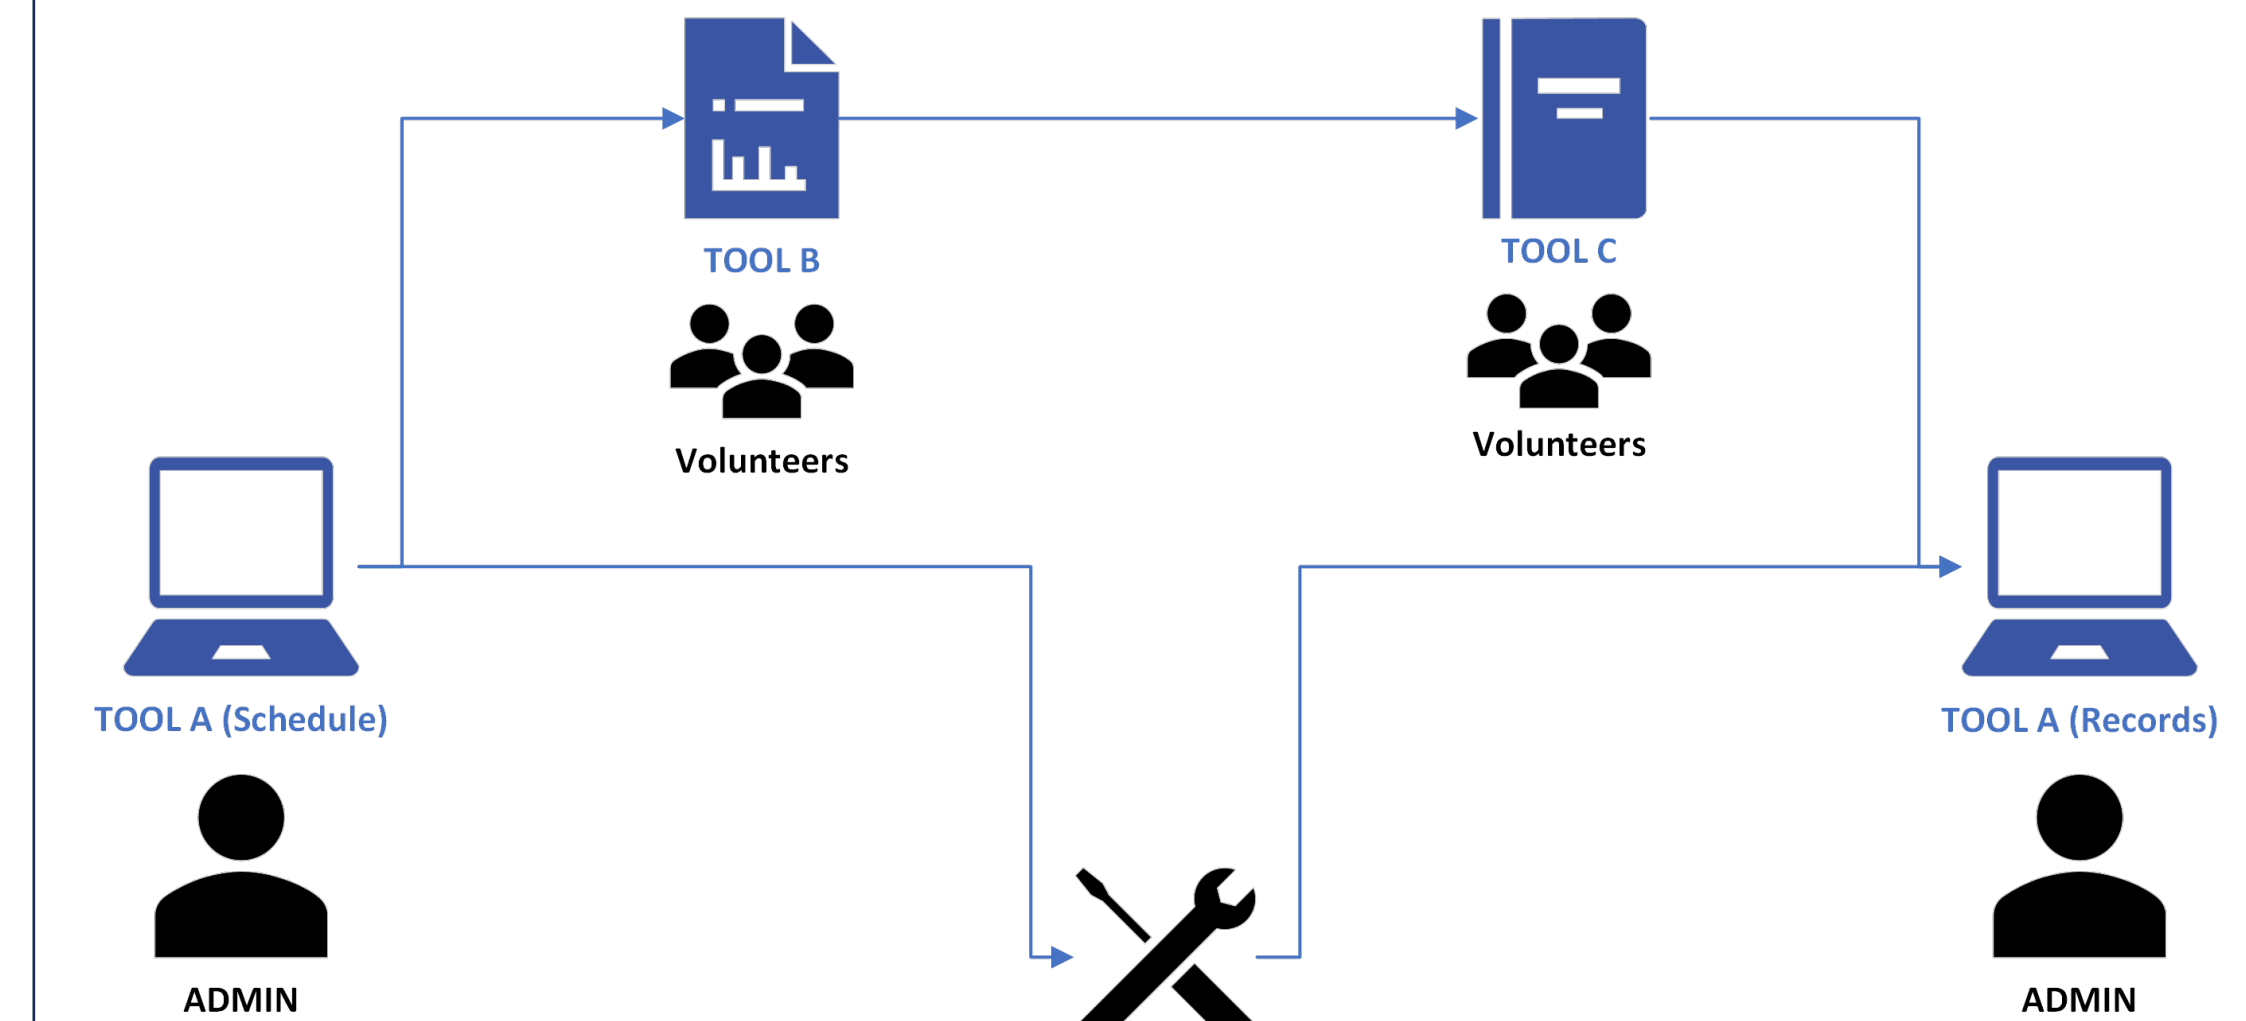 TOOL B
TOOL C
Volunteers
Volunteers
TOOL A (Schedule)
TOOL A (Records)
ADMIN
ADMIN